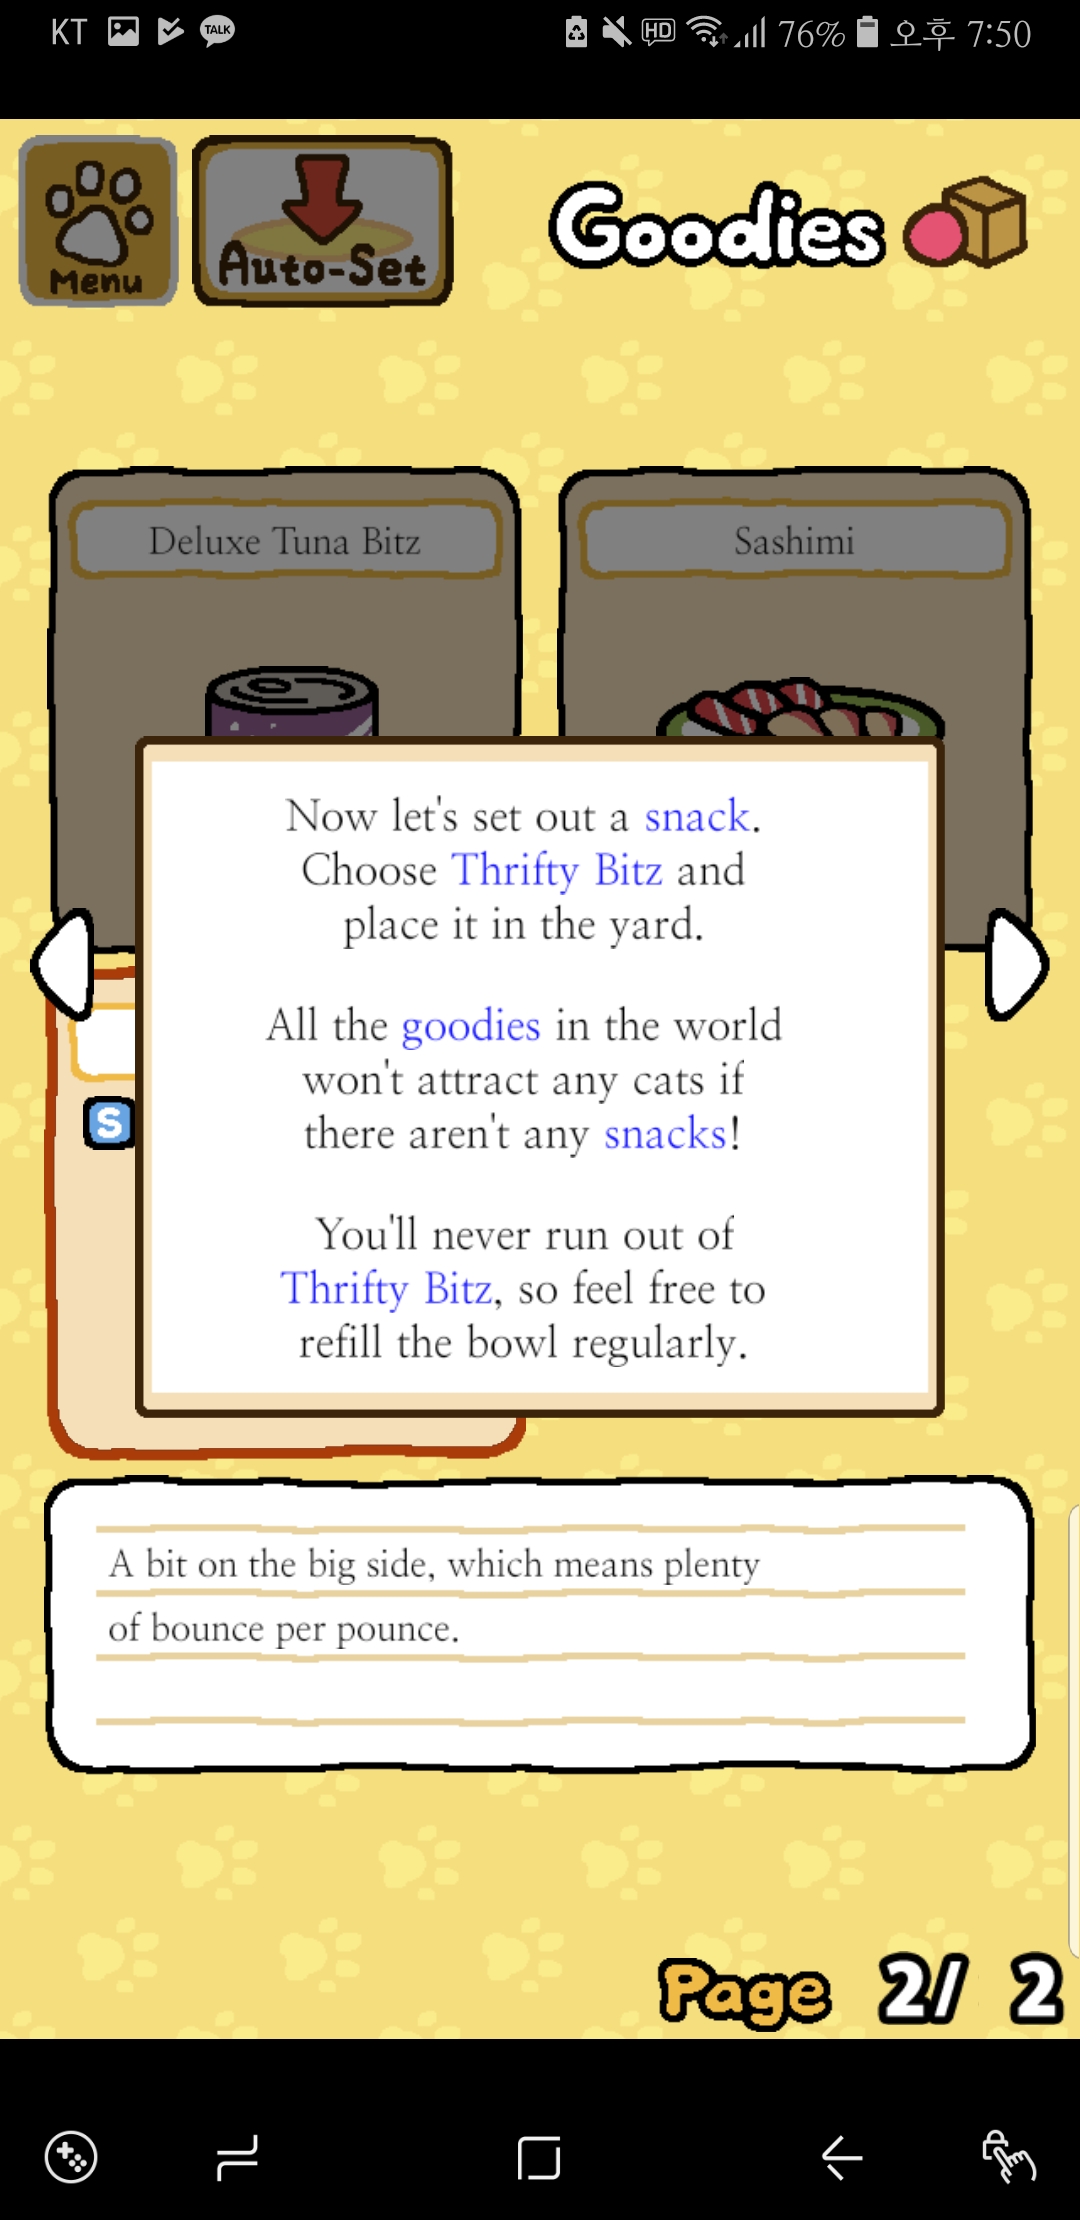 KT TALK HD 76% 오후 7:50
Menu
Auto-Set
Goodies
Deluxe Tuna Bitz
Sashimi
Now let's set out a snack.
Choose Thrifty Bitz and
place it in the yard.
All the goodies in the world
won't attract any cats if
there aren't any snacks!
You'll never run out of
Thrifty Bitz, so feel free to
refill the bowl regularly.
S
A bit on the big side, which means plenty
of bounce per pounce.
Page 2/ 2